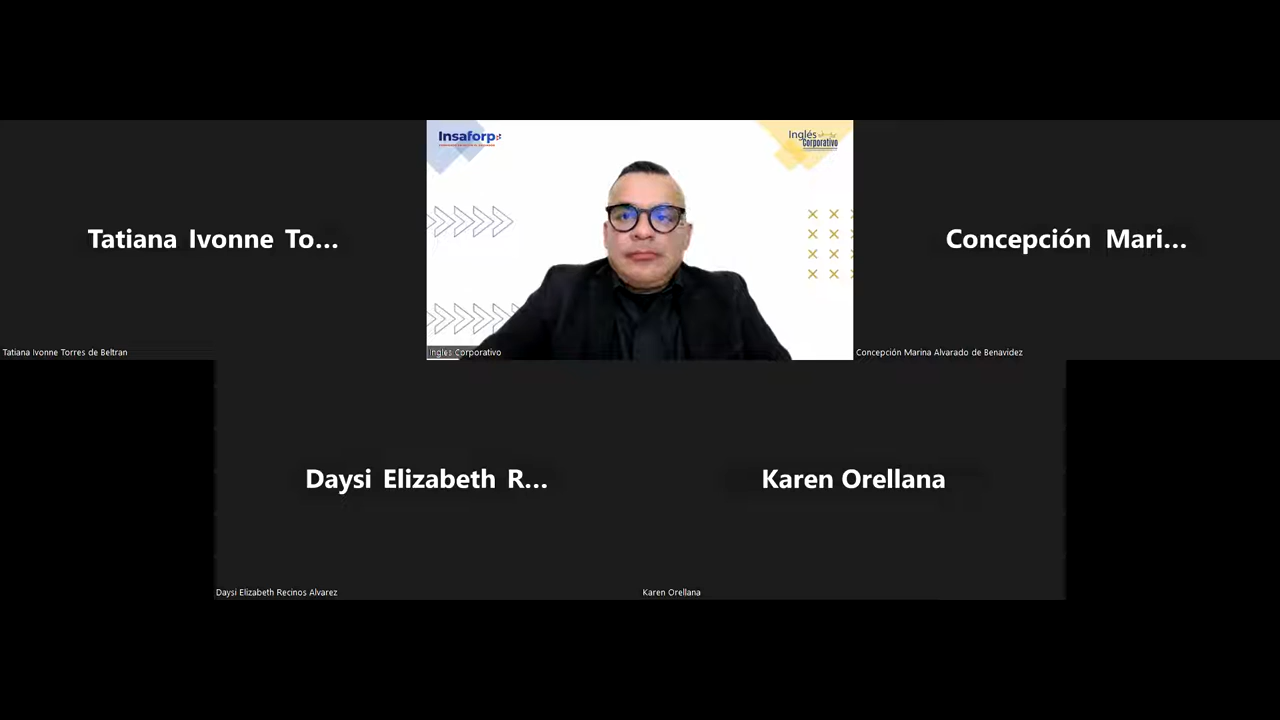 Insaforp
Inglés
Corporativo
Tatiana Ivonne To...
Concepción Mari...
Tatiana Ivonne Torres de Beltran
Inglés Corporativo
Concepción Marina Alvarado de Benavidez
Daysi Elizabeth R...
Karen Orellana
Daysi Elizabeth Recinos Alvarez
Karen Orellana